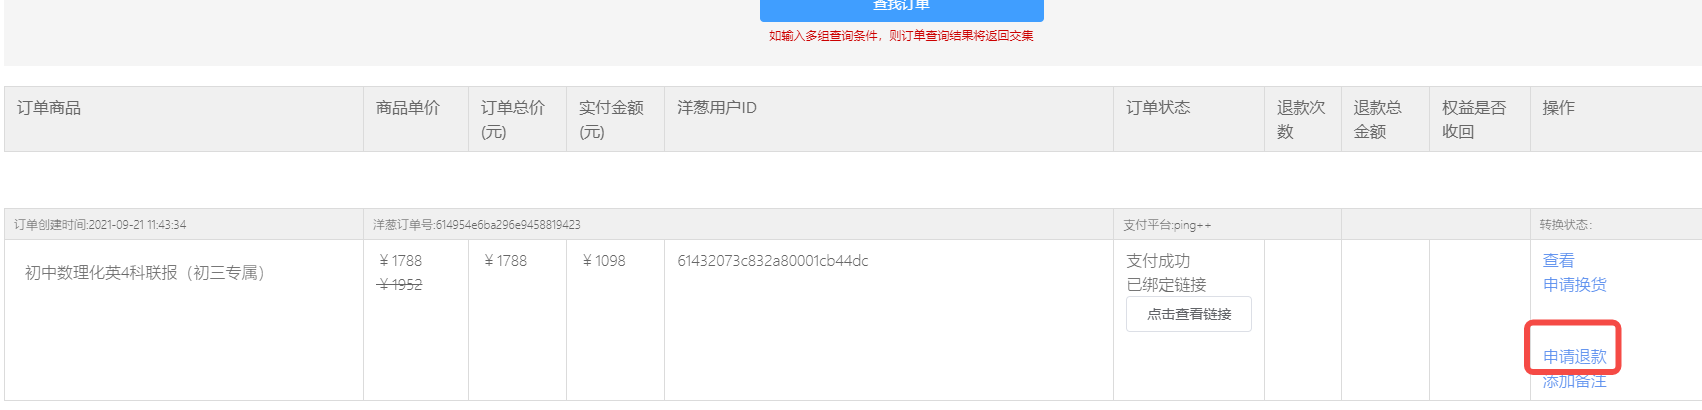 查找订单
如输入多组查询条件，则订单查询结果将返回交集
订单商品
商品单价
订单总价
(元)
实付金额
(元)
洋葱用户ID
订单状态
退款次
数
退款总
金额
权益是否
收回
操作
订单创建时间:2021-09-21 11:43:34
洋葱订单号:614954e6ba296e9458819423
支付平台:ping++
转换状态:
初中数理化英4科联报（初三专属）
￥1788
￥1952
￥1788
￥1098
61432073c832a80001cb44dc
支付成功
已绑定链接
点击查看链接
查看
申请换货
申请退款
添加备注